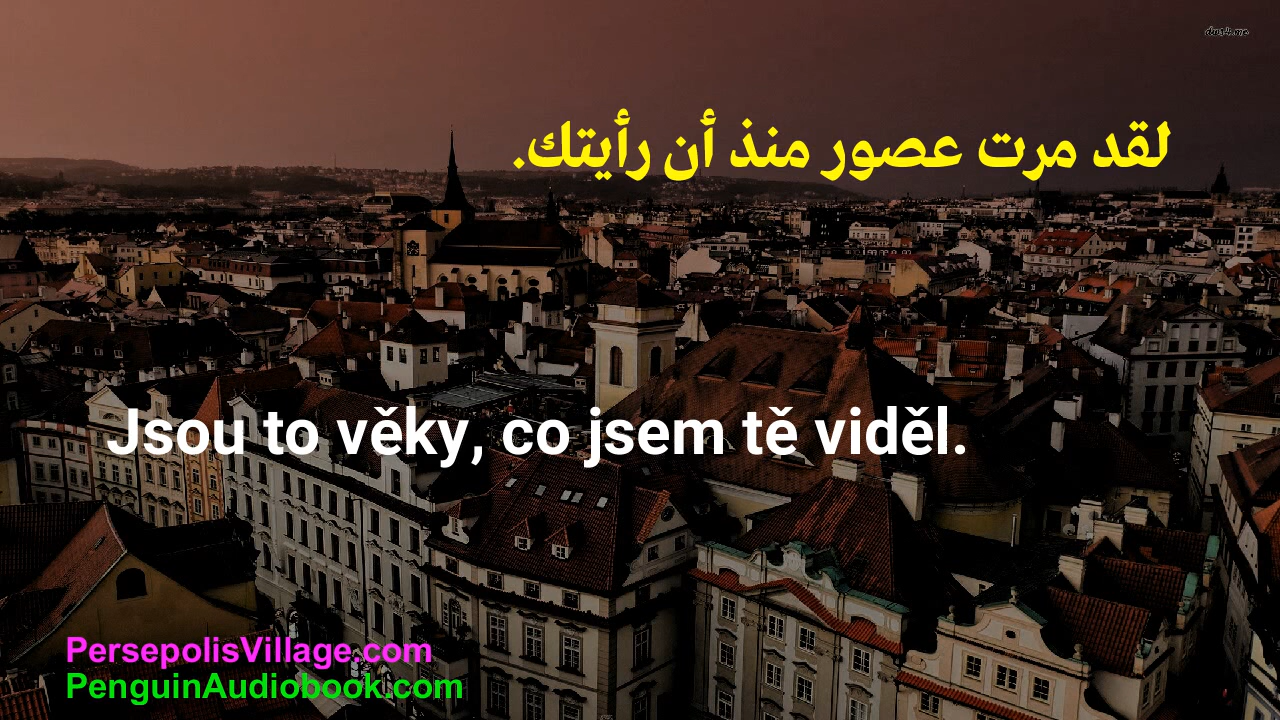 لقد مرت عصور منذ أن رأيتك.
Jsou to věky, co jsem tě viděl.
PersepolisVillage.com
PenguinAudiobook.com